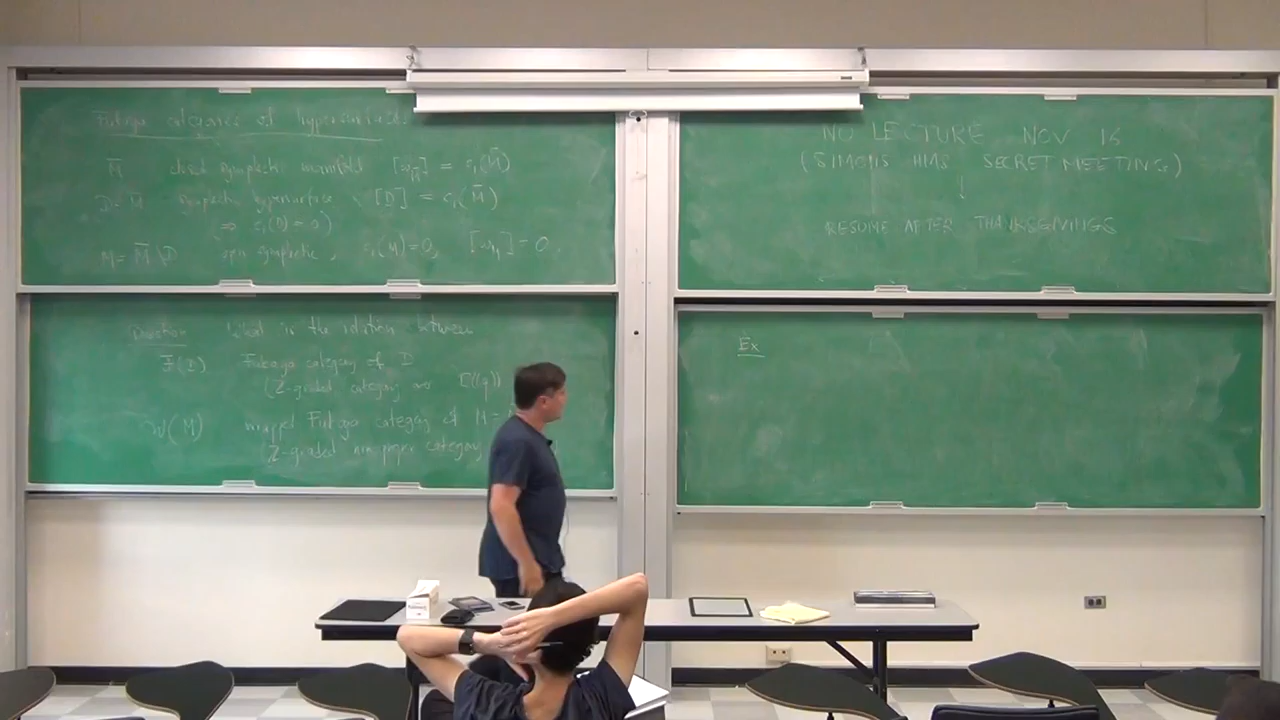 Fukaya categories of hypersurfaces
M̄ closed symplectic manifold [ω_M̄] = c₁(M̄)
D ⊂ M̄ symplectic hypersurface, [D] = c₁(M̄)
(⇒ c₁(D) = 0)
M = M̄ \ D open symplectic, c₁(M) = 0, [ω_M] = 0.
Question What is the relation between
F(D) Fukaya category of D
(Z-graded category over C((q))
W(M) wrapped Fukaya category of M =
(Z-graded non-proper category
NO LECTURE NOV 16
(SIMONS HMS SECRET MEETINGS)
↓
RESUME AFTER THANKSGIVINGS
Ex